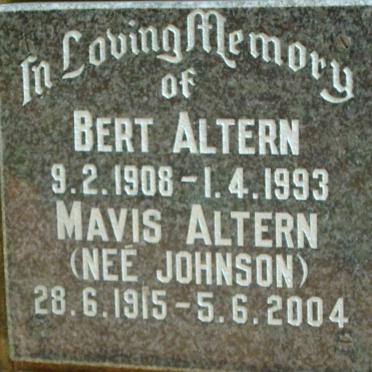 In Loving Memory
of
BERT ALTERN
9.2.1908 - 1.4.1993
MAVIS ALTERN
(NEÉ JOHNSON)
28.6.1915 - 5.6.2004